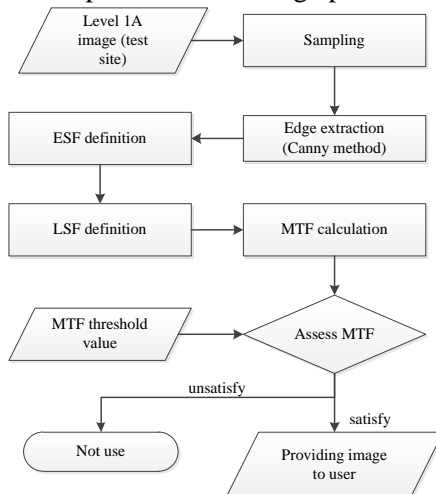 Level 1A
image (test
site)
Sampling
Edge extraction
(Canny method)
ESF definition
LSF definition
MTF calculation
MTF threshold
value
Assess MTF
unsatisfy
satisfy
Not use
Providing image
to user